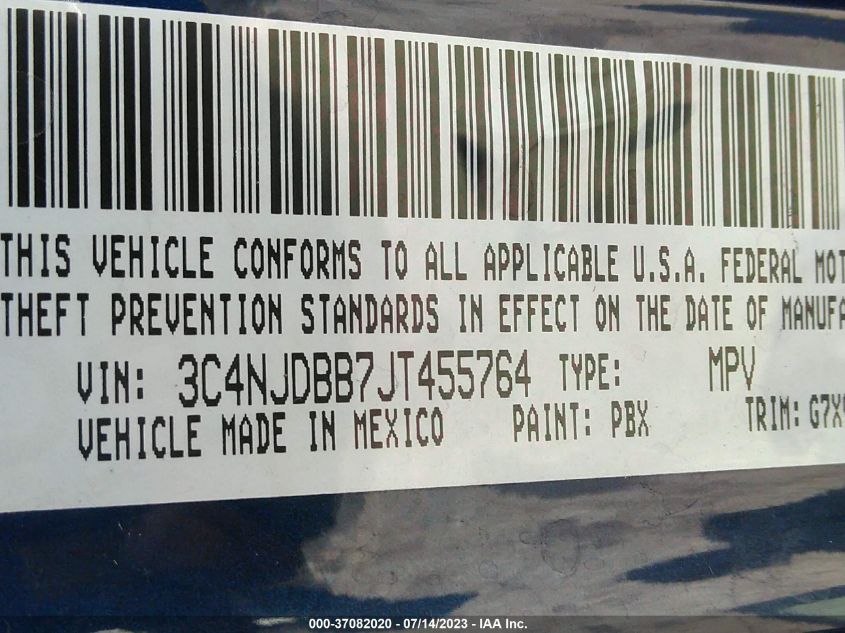 THIS VEHICLE CONFORMS TO ALL APPLICABLE U.S.A. FEDERAL MOT
THEFT PREVENTION STANDARDS IN EFFECT ON THE DATE OF MANUFA
VIN: 3C4NJDBB7JT455764 TYPE: MPV
VEHICLE MADE IN MEXICO PAINT: PBX TRIM: G7X9
000-37082020 - 07/14/2023 - IAA Inc.